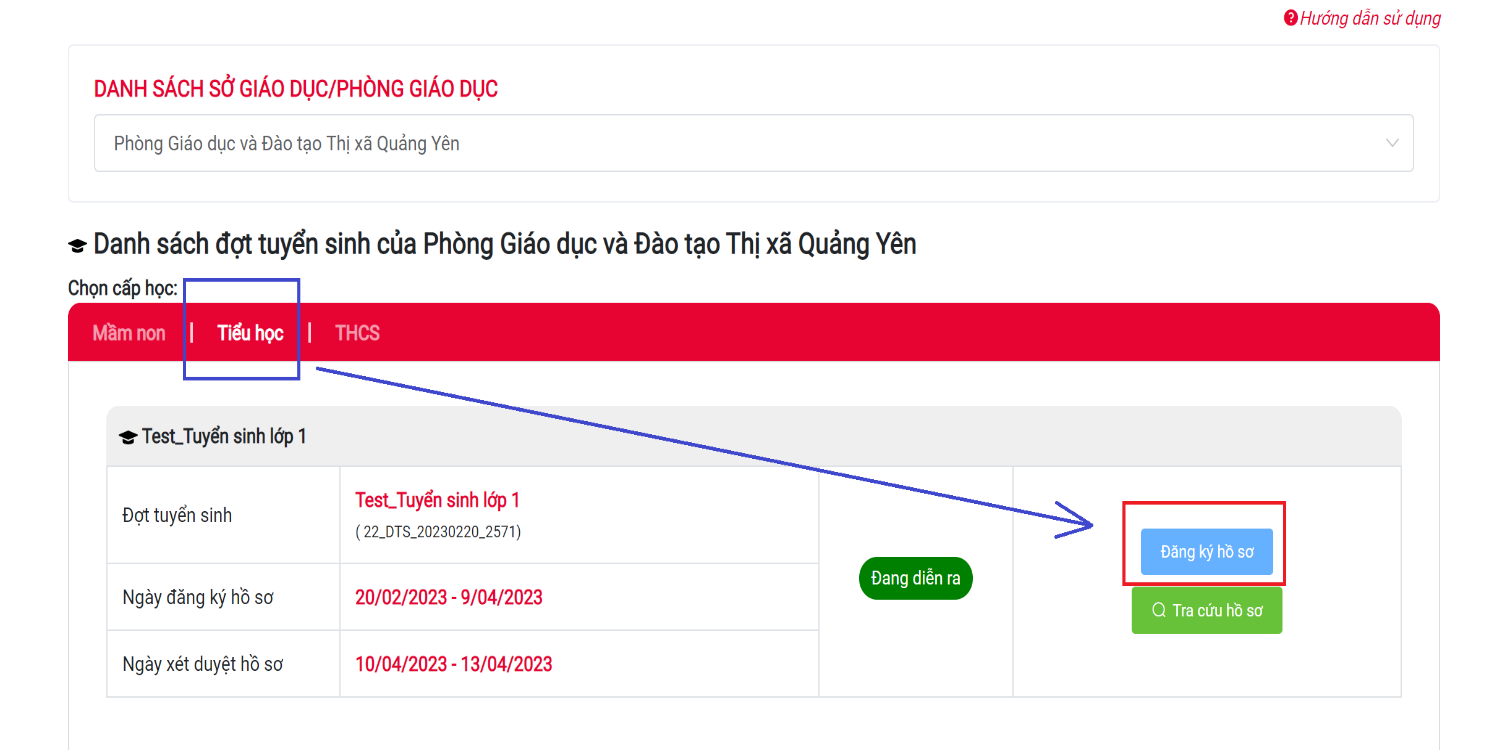 Hướng dẫn sử dụng
DANH SÁCH SỞ GIÁO DỤC/PHÒNG GIÁO DỤC
Phòng Giáo dục và Đào tạo Thị xã Quảng Yên
Danh sách đợt tuyển sinh của Phòng Giáo dục và Đào tạo Thị xã Quảng Yên
Chọn cấp học:
Mầm non | Tiểu học | THCS
Test_Tuyển sinh lớp 1
Đợt tuyển sinh
Test_Tuyển sinh lớp 1
( 22_DTS_20230220_2571)
Ngày đăng ký hồ sơ
20/02/2023 - 9/04/2023
Ngày xét duyệt hồ sơ
10/04/2023 - 13/04/2023
Đang diễn ra
Đăng ký hồ sơ
Tra cứu hồ sơ